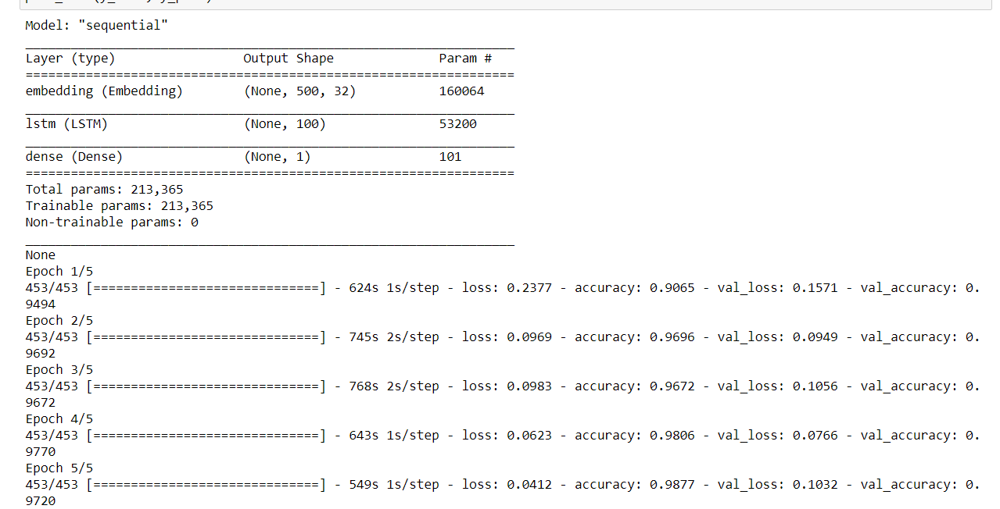 Model: "sequential"
_________________________________________________________________
Layer (type)                 Output Shape              Param #
=================================================================
embedding (Embedding)        (None, 500, 32)           160064
_________________________________________________________________
lstm (LSTM)                  (None, 100)               53200
_________________________________________________________________
dense (Dense)                (None, 1)                 101
=================================================================
Total params: 213,365
Trainable params: 213,365
Non-trainable params: 0
_________________________________________________________________
None
Epoch 1/5
453/453 [==============================] - 624s 1s/step - loss: 0.2377 - accuracy: 0.9065 - val_loss: 0.1571 - val_accuracy: 0.
9494
Epoch 2/5
453/453 [==============================] - 745s 2s/step - loss: 0.0969 - accuracy: 0.9696 - val_loss: 0.0949 - val_accuracy: 0.
9692
Epoch 3/5
453/453 [==============================] - 768s 2s/step - loss: 0.0983 - accuracy: 0.9672 - val_loss: 0.1056 - val_accuracy: 0.
9672
Epoch 4/5
453/453 [==============================] - 643s 1s/step - loss: 0.0623 - accuracy: 0.9806 - val_loss: 0.0766 - val_accuracy: 0.
9770
Epoch 5/5
453/453 [==============================] - 549s 1s/step - loss: 0.0412 - accuracy: 0.9877 - val_loss: 0.1032 - val_accuracy: 0.
9720